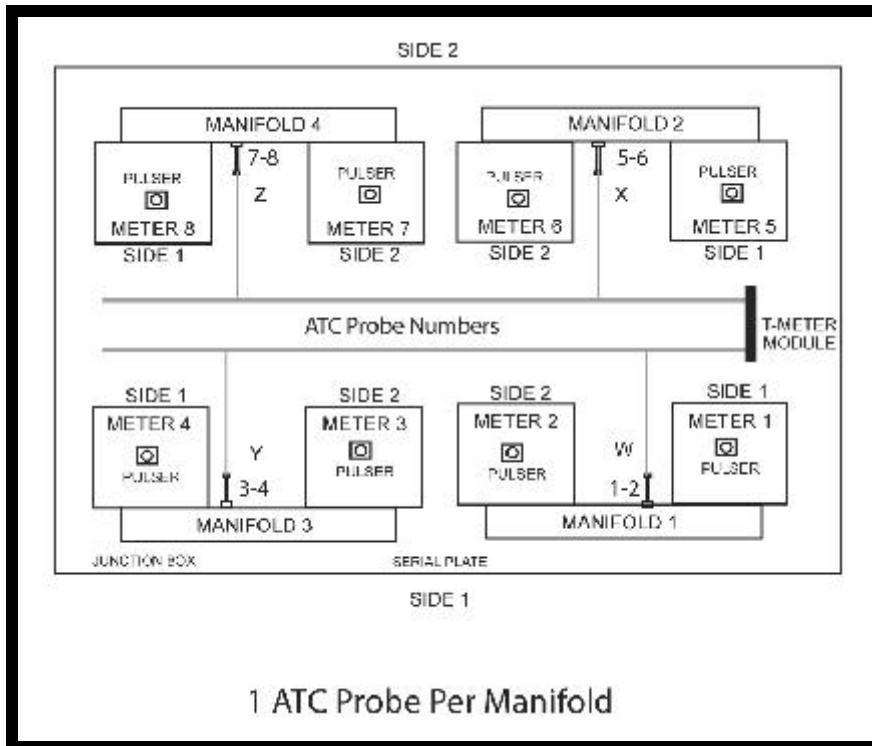 SIDE 2
MANIFOLD 4
MANIFOLD 2
7-8
5-6
PULSER
PULSER
PULSER
PULSER
Z
X
METER 8
METER 7
METER 6
METER 5
SIDE 1
SIDE 2
SIDE 2
SIDE 1
ATC Probe Numbers
T-METER
MODULE
SIDE 1
SIDE 2
SIDE 2
SIDE 1
METER 4
METER 3
METER 2
METER 1
Y
W
PULSER
PULSER
PULSER
PULSER
3-4
1-2
MANIFOLD 3
MANIFOLD 1
JUNCTION BOX
SERIAL PLATE
SIDE 1
1 ATC Probe Per Manifold